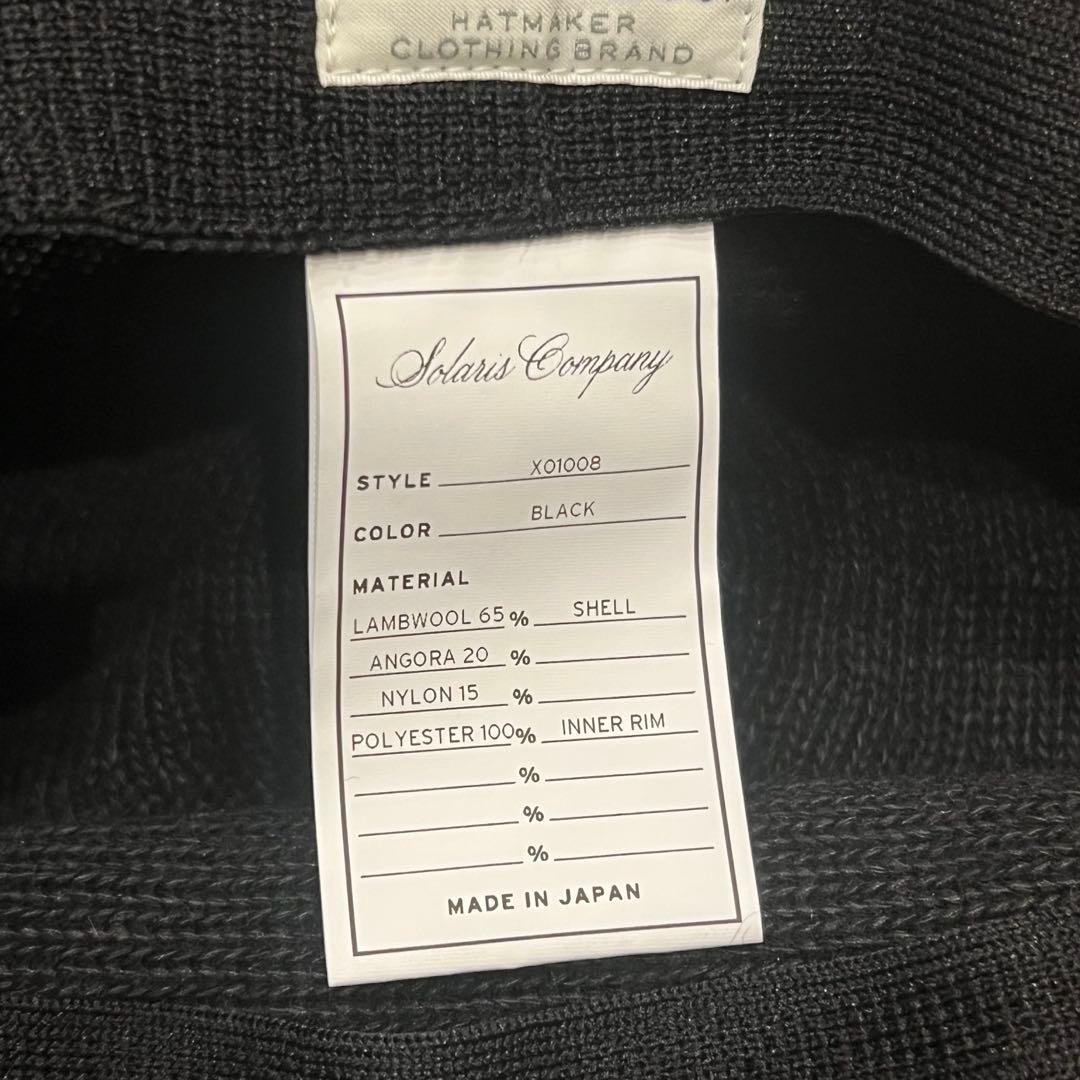 HATMAKER
CLOTHING BRAND
Solaris Company
STYLE X01008
COLOR BLACK
MATERIAL
LAMBWOOL 65 % SHELL
ANGORA 20 %
NYLON 15 %
POLYESTER 100 % INNER RIM
%
%
%
MADE IN JAPAN